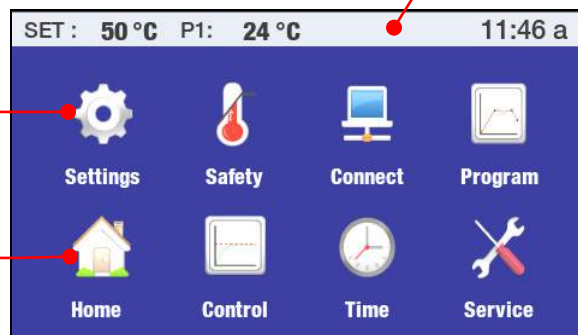 SET : 50 °C P1: 24 °C 11:46 a
Settings Safety Connect Program
Home Control Time Service